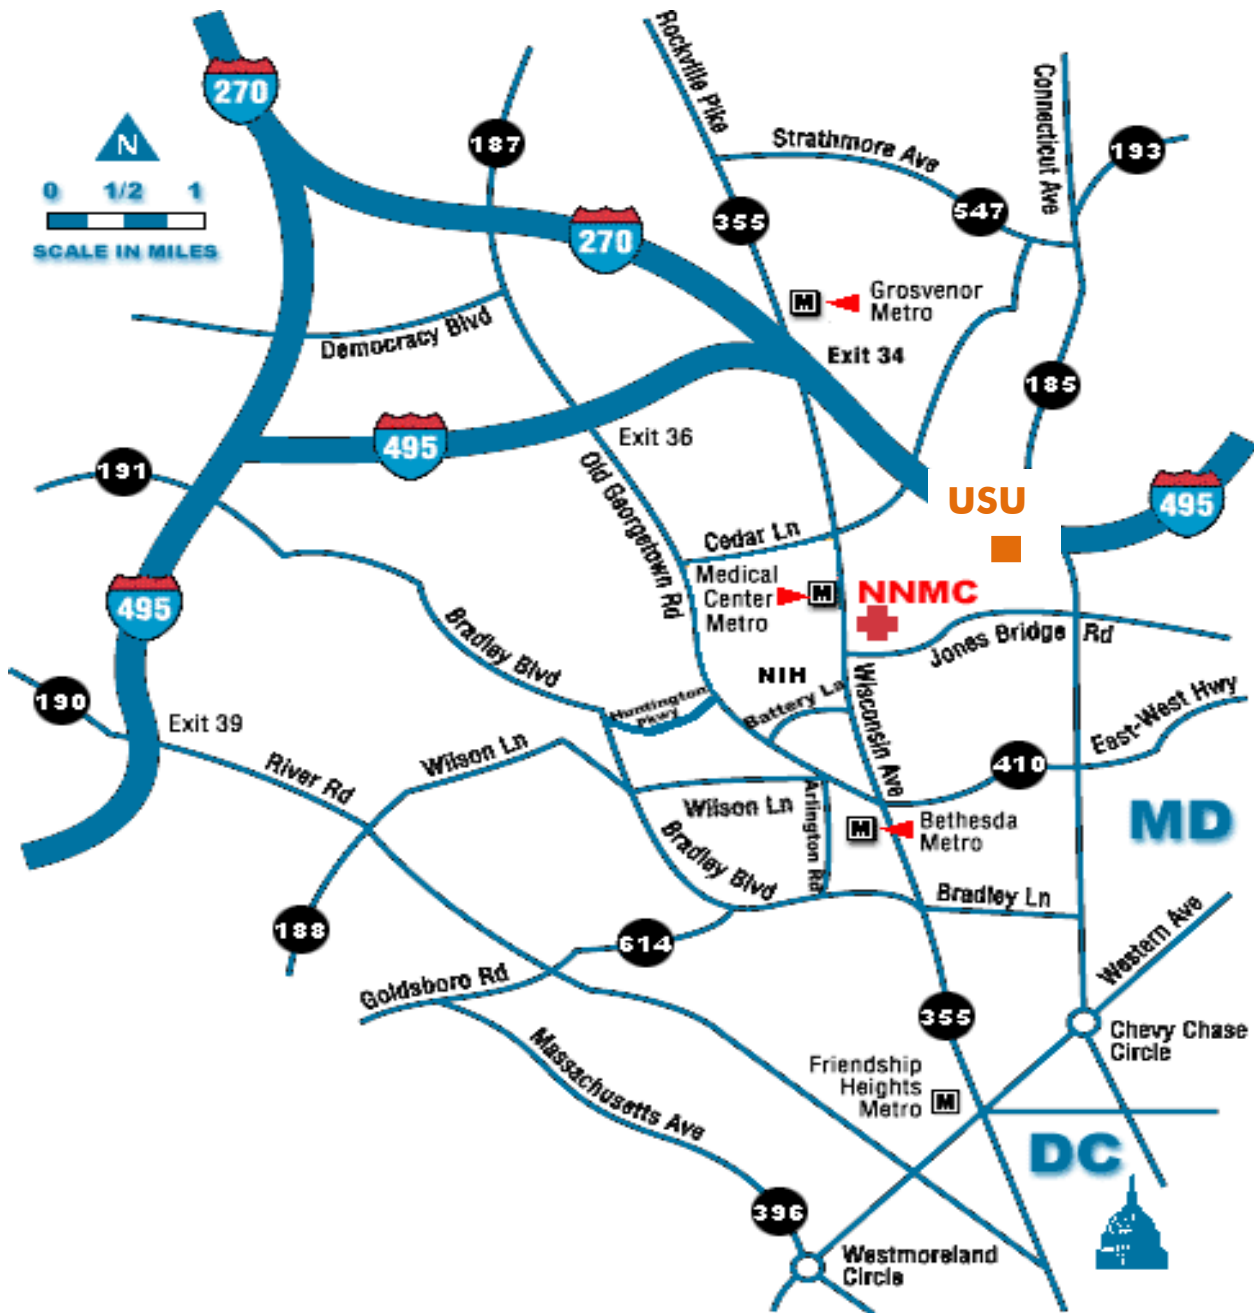 Rockville Pike
270
Connecticut Ave
N
187
Strathmore Ave
193
0 1/2 1
355
547
SCALE IN MILES
270
Grosvenor
Metro
Democracy Blvd
Exit 34
185
495
Exit 36
191
Old Georgetown Rd
USU
495
Cedar Ln
Medical
Center
Metro
M
M
NNMC
495
Bradley Blvd
Jones Bridge Rd
NIH
Wisconsin Ave
190
Exit 39
Huntington
Pkwy
Battery La
East-West Hwy
River Rd
Wilson Ln
410
Wilson Ln
Arlington Rd
M
Bethesda
Metro
MD
Bradley Blvd
Bradley Ln
188
614
Western Ave
Goldsboro Rd
355
Chevy Chase
Circle
Massachusetts Ave
Friendship
Heights
Metro
M
DC
396
Westmoreland
Circle